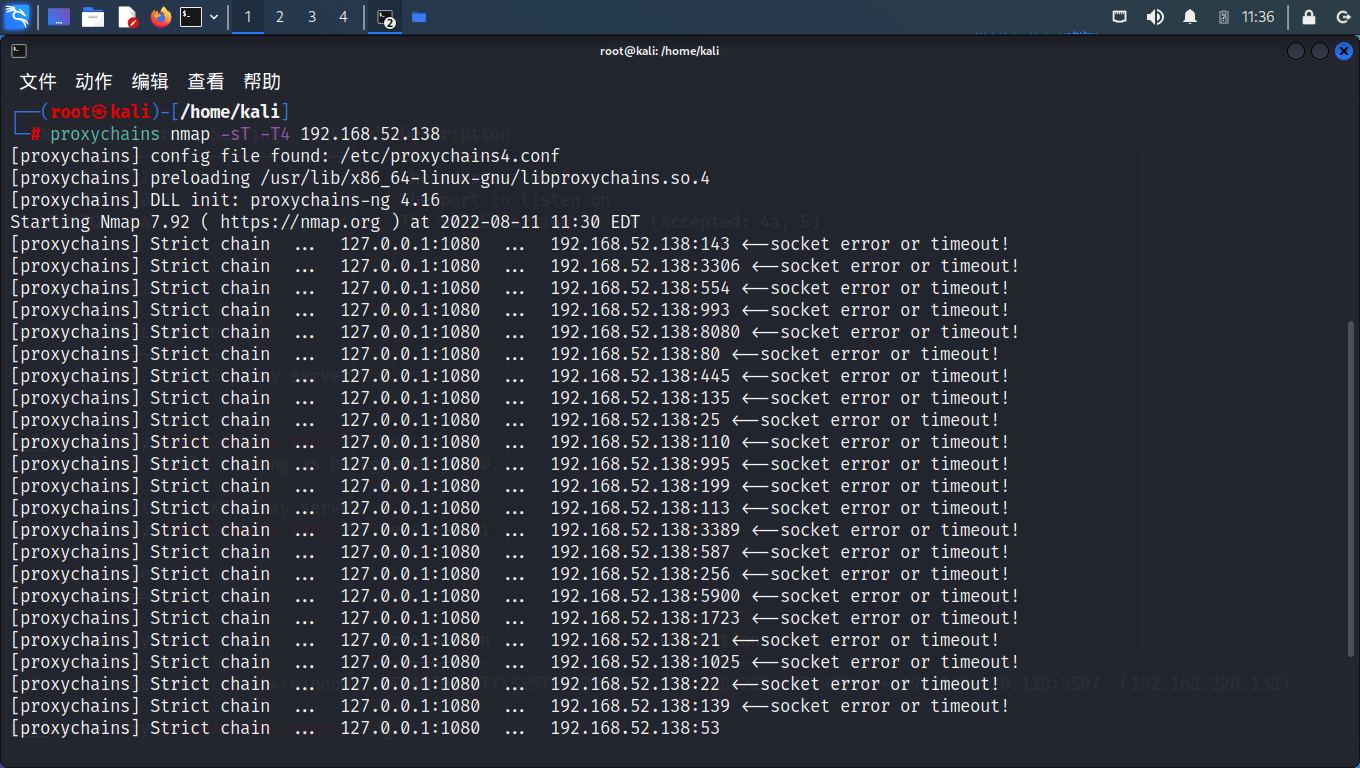 1 2 3 4 2 11:36
root@kali: /home/kali
文件 动作 编辑 查看 帮助
┌──(root㉿kali)-[/home/kali]
└─# proxychains nmap -sT -T4 192.168.52.138
[proxychains] config file found: /etc/proxychains4.conf
[proxychains] preloading /usr/lib/x86_64-linux-gnu/libproxychains.so.4
[proxychains] DLL init: proxychains-ng 4.16
Starting Nmap 7.92 ( https://nmap.org ) at 2022-08-11 11:30 EDT
[proxychains] Strict chain ... 127.0.0.1:1080 ... 192.168.52.138:143 <--socket error or timeout!
[proxychains] Strict chain ... 127.0.0.1:1080 ... 192.168.52.138:3306 <--socket error or timeout!
[proxychains] Strict chain ... 127.0.0.1:1080 ... 192.168.52.138:554 <--socket error or timeout!
[proxychains] Strict chain ... 127.0.0.1:1080 ... 192.168.52.138:993 <--socket error or timeout!
[proxychains] Strict chain ... 127.0.0.1:1080 ... 192.168.52.138:8080 <--socket error or timeout!
[proxychains] Strict chain ... 127.0.0.1:1080 ... 192.168.52.138:80 <--socket error or timeout!
[proxychains] Strict chain ... 127.0.0.1:1080 ... 192.168.52.138:445 <--socket error or timeout!
[proxychains] Strict chain ... 127.0.0.1:1080 ... 192.168.52.138:135 <--socket error or timeout!
[proxychains] Strict chain ... 127.0.0.1:1080 ... 192.168.52.138:25 <--socket error or timeout!
[proxychains] Strict chain ... 127.0.0.1:1080 ... 192.168.52.138:110 <--socket error or timeout!
[proxychains] Strict chain ... 127.0.0.1:1080 ... 192.168.52.138:995 <--socket error or timeout!
[proxychains] Strict chain ... 127.0.0.1:1080 ... 192.168.52.138:199 <--socket error or timeout!
[proxychains] Strict chain ... 127.0.0.1:1080 ... 192.168.52.138:113 <--socket error or timeout!
[proxychains] Strict chain ... 127.0.0.1:1080 ... 192.168.52.138:3389 <--socket error or timeout!
[proxychains] Strict chain ... 127.0.0.1:1080 ... 192.168.52.138:587 <--socket error or timeout!
[proxychains] Strict chain ... 127.0.0.1:1080 ... 192.168.52.138:256 <--socket error or timeout!
[proxychains] Strict chain ... 127.0.0.1:1080 ... 192.168.52.138:5900 <--socket error or timeout!
[proxychains] Strict chain ... 127.0.0.1:1080 ... 192.168.52.138:1723 <--socket error or timeout!
[proxychains] Strict chain ... 127.0.0.1:1080 ... 192.168.52.138:21 <--socket error or timeout!
[proxychains] Strict chain ... 127.0.0.1:1080 ... 192.168.52.138:1025 <--socket error or timeout!
[proxychains] Strict chain ... 127.0.0.1:1080 ... 192.168.52.138:22 <--socket error or timeout!
[proxychains] Strict chain ... 127.0.0.1:1080 ... 192.168.52.138:139 <--socket error or timeout!
[proxychains] Strict chain ... 127.0.0.1:1080 ... 192.168.52.138:53